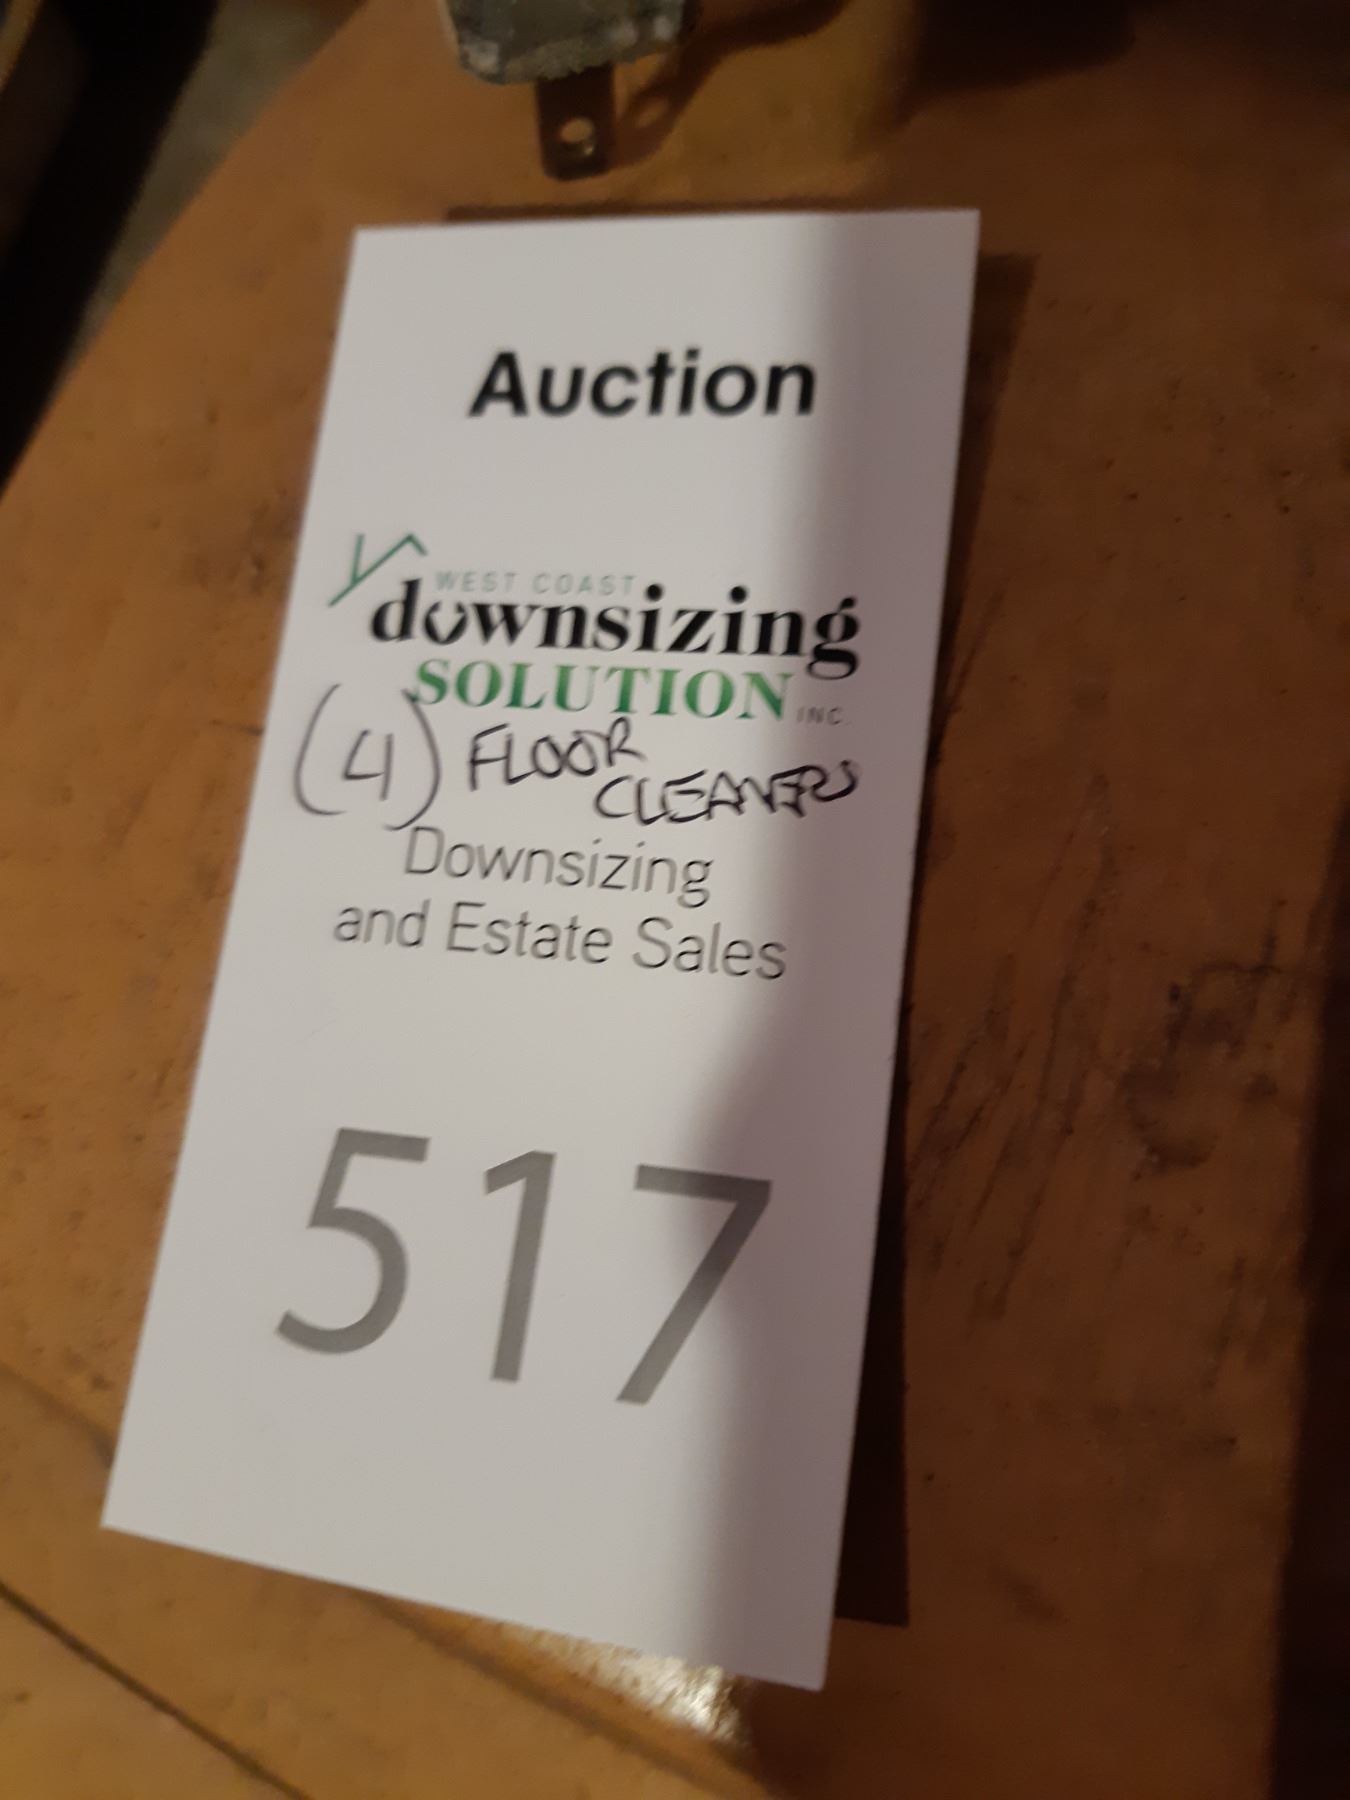 Auction
WEST COAST
downsizing
SOLUTION INC.
(4) FLOOR
CLEANERS
Downsizing
and Estate Sales
517